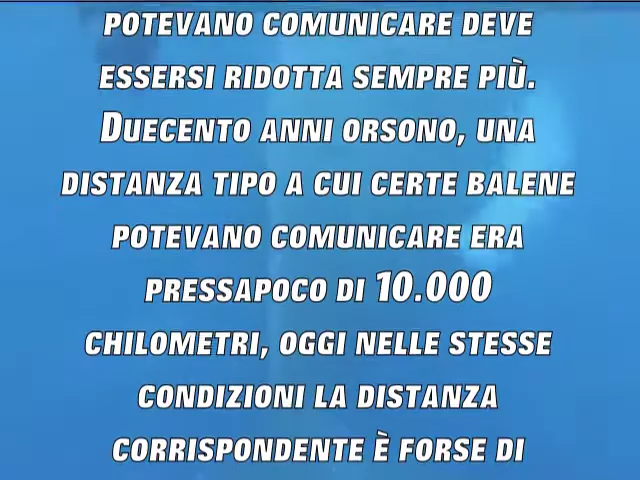 POTEVANO COMUNICARE DEVE
ESSERSI RIDOTTA SEMPRE PIÙ.
DUECENTO ANNI ORSONO, UNA
DISTANZA TIPO A CUI CERTE BALENE
POTEVANO COMUNICARE ERA
PRESSAPOCO DI 10.000
CHILOMETRI, OGGI NELLE STESSE
CONDIZIONI LA DISTANZA
CORRISPONDENTE È FORSE DI